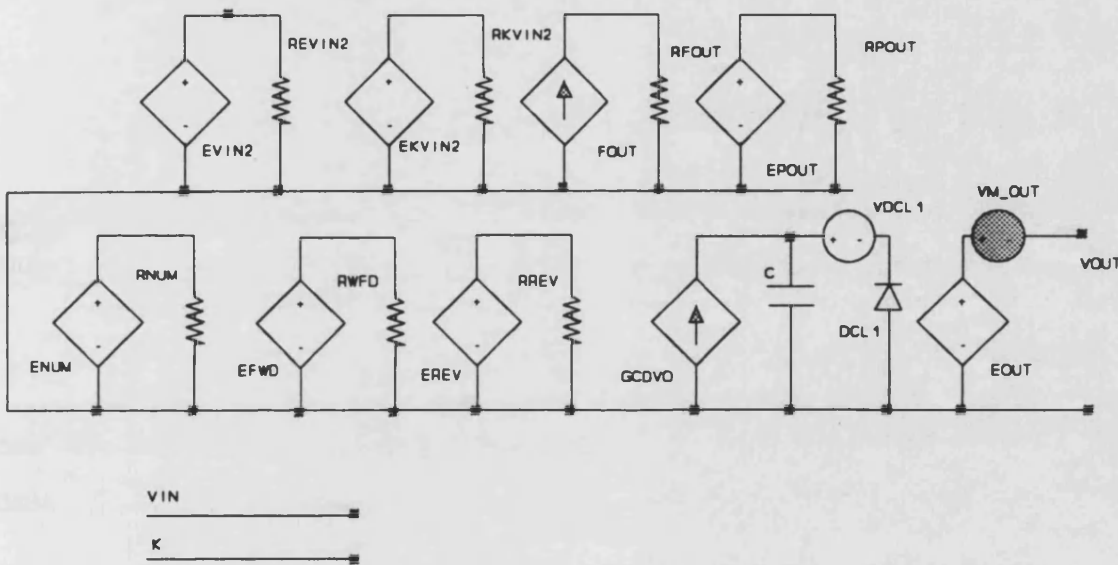 REVIN2
RKVIN2
RFOUT
RPOUT
+
-
+
-
+
-
EVIN2
EKVIN2
FOUT
EPOUT
VM_OUT
VDCL1
+ -
+
VOUT
RNUM
RWFD
RREV
C
+
-
+
-
+
-
+
-
DCL1
ENUM
EFWD
EREV
GCDVO
EOUT
VIN
K